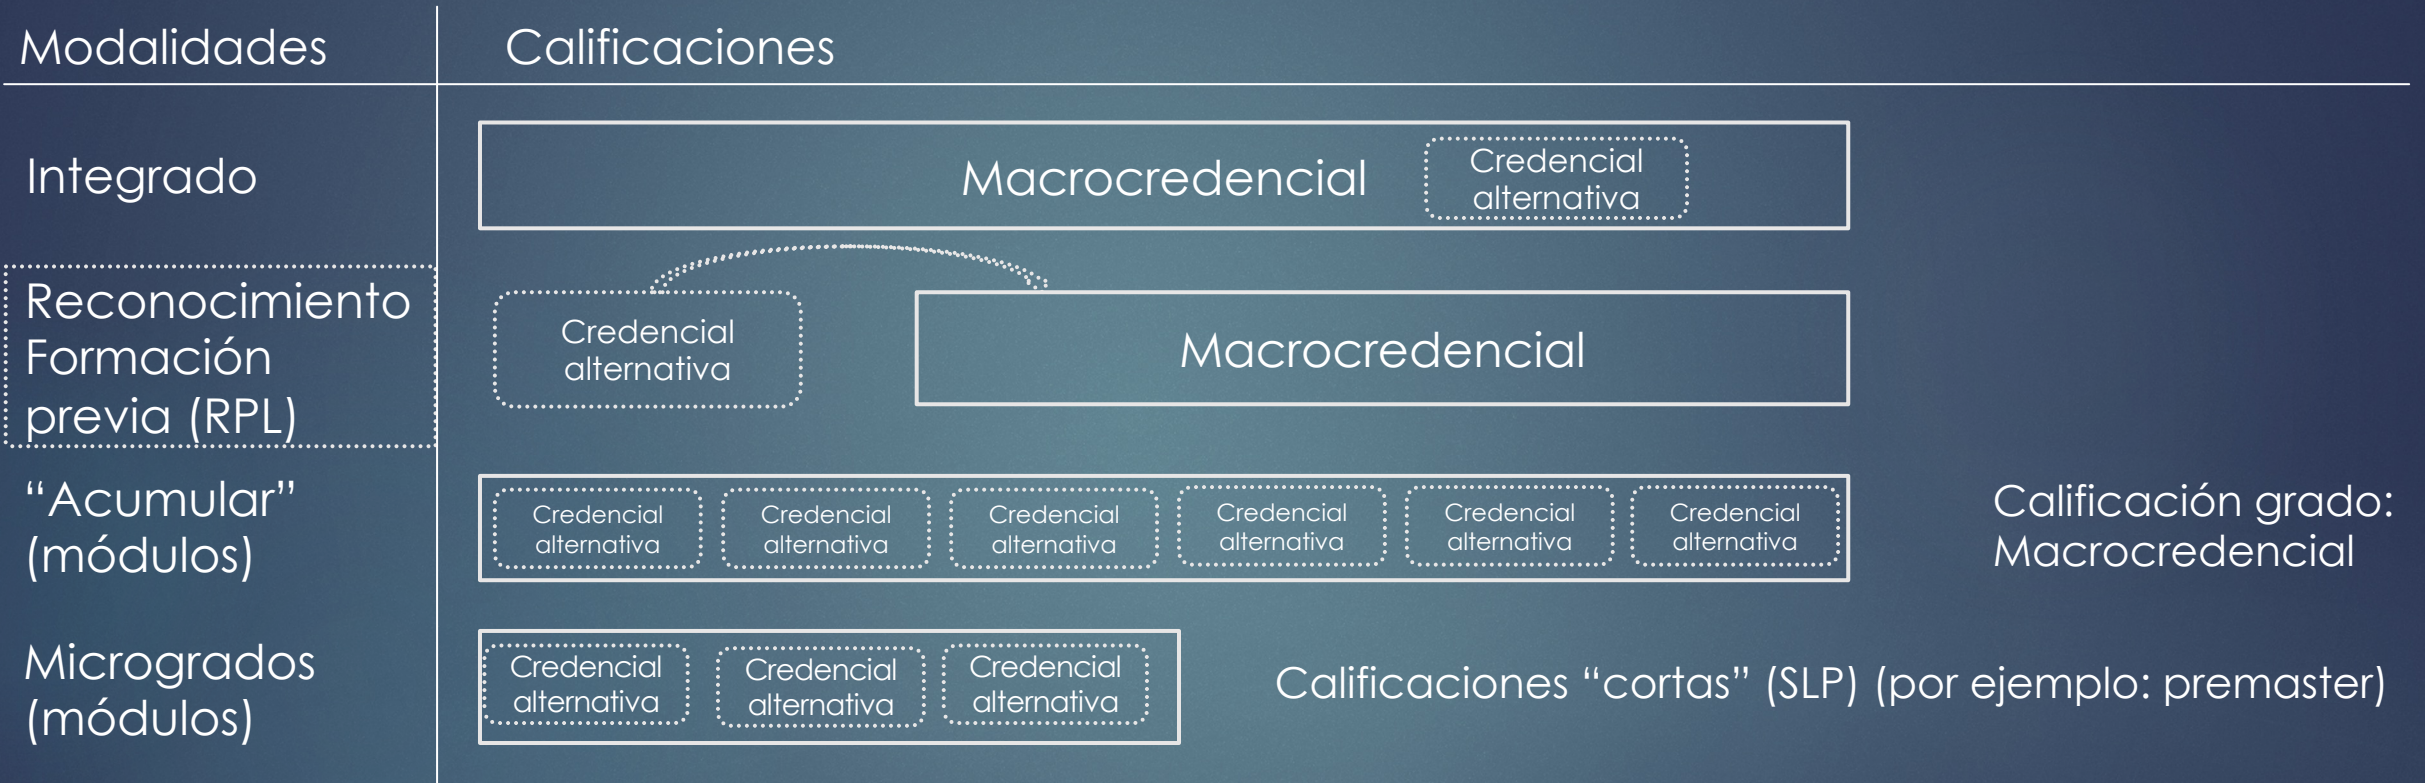 Modalidades
Calificaciones
Integrado
Macrocredencial
Credencial
alternativa
Reconocimiento
Formación
previa (RPL)
Credencial
alternativa
Macrocredencial
“Acumular”
(módulos)
Credencial
alternativa
Credencial
alternativa
Credencial
alternativa
Credencial
alternativa
Credencial
alternativa
Credencial
alternativa
Calificación grado:
Macrocredencial
Microgrados
(módulos)
Credencial
alternativa
Credencial
alternativa
Credencial
alternativa
Calificaciones “cortas” (SLP) (por ejemplo: premaster)